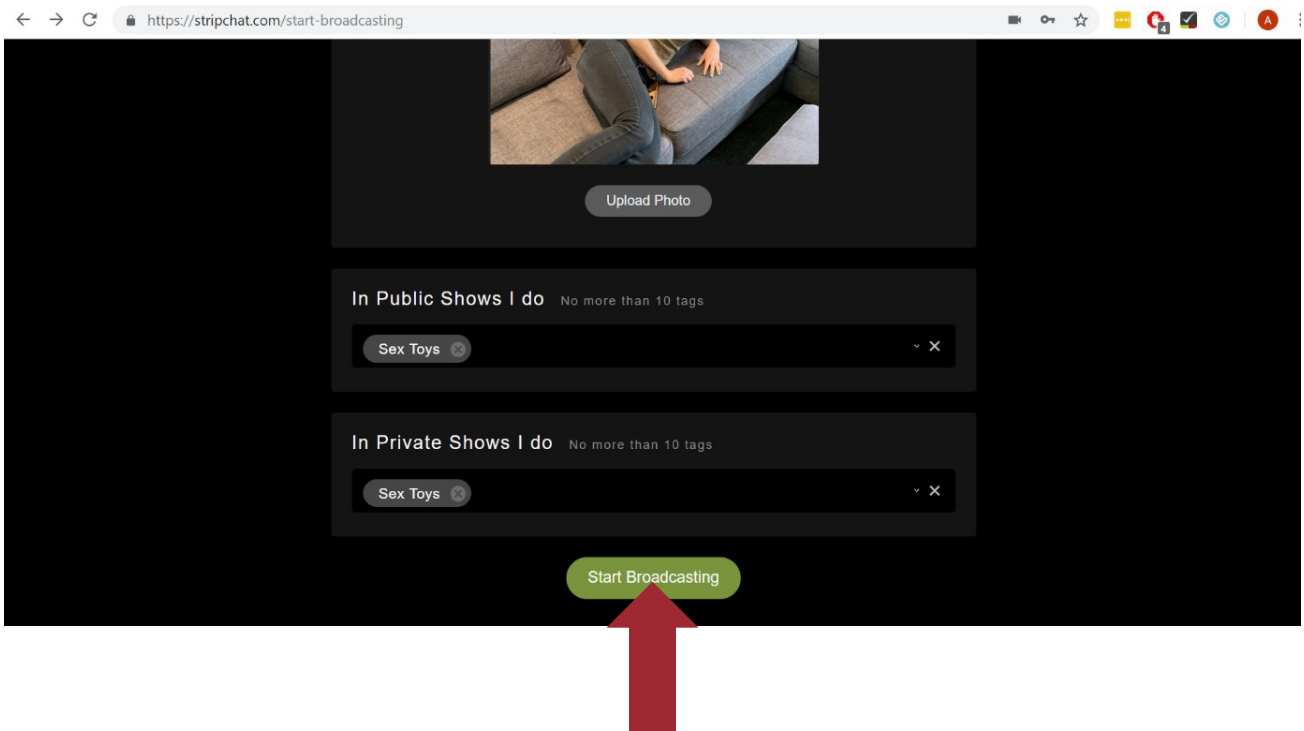 https://stripchat.com/start-broadcasting
4
A
Upload Photo
In Public Shows I do No more than 10 tags
Sex Toys
In Private Shows I do No more than 10 tags
Sex Toys
Start Broadcasting